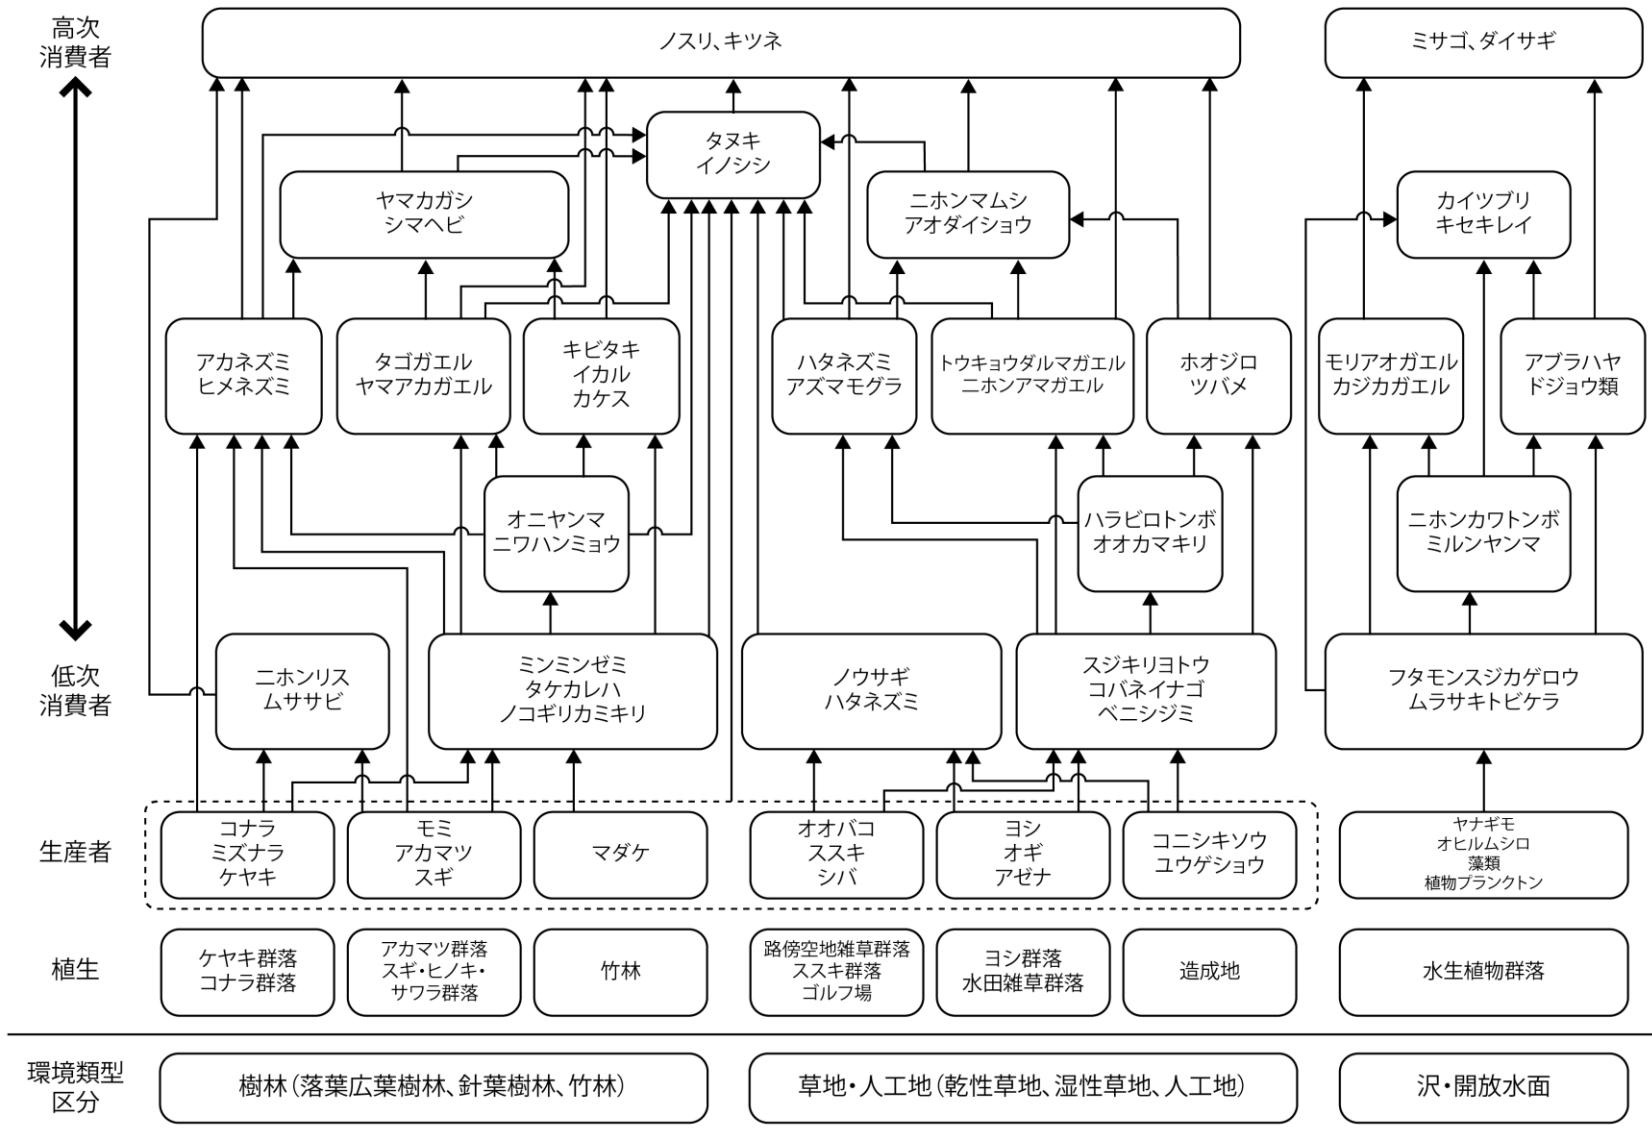 高次
消費者
ノスリ、キツネ
ミサゴ、ダイサギ
タヌキ
イノシシ
ヤマカガシ
シマヘビ
ニホンマムシ
アオダイショウ
カイツブリ
キセキレイ
アカネズミ
ヒメネズミ
タゴガエル
ヤマアカガエル
キビタキ
イカル
カケス
ハタネズミ
アズマモグラ
トウキョウダルマガエル
ニホンアマガエル
ホオジロ
ツバメ
モリアオガエル
カジカガエル
アブラハヤ
ドジョウ類
オニヤンマ
ニワハンミョウ
ハラビロトンボ
オオカマキリ
ニホンカワトンボ
ミルンヤンマ
低次
消費者
ニホンリス
ムササビ
ミンミンゼミ
タケカレハ
ノコギリカミキリ
ノウサギ
ハタネズミ
スジキリヨトウ
コバネイナゴ
ベニシジミ
フタモンスジカゲロウ
ムラサキトビケラ
生産者
コナラ
ミズナラ
ケヤキ
モミ
アカマツ
スギ
マダケ
オオバコ
ススキ
シバ
ヨシ
オギ
アゼナ
コニシキソウ
ユウゲショウ
ヤナギモ
オヒルムシロ
藻類
植物プランクトン
植生
ケヤキ群落
コナラ群落
アカマツ群落
スギ・ヒノキ・
サワラ群落
竹林
路傍空地雑草群落
ススキ群落
ゴルフ場
ヨシ群落
水田雑草群落
造成地
水生植物群落
環境類型
区分
樹林（落葉広葉樹林、針葉樹林、竹林）
草地・人工地（乾性草地、湿性草地、人工地）
沢・開放水面